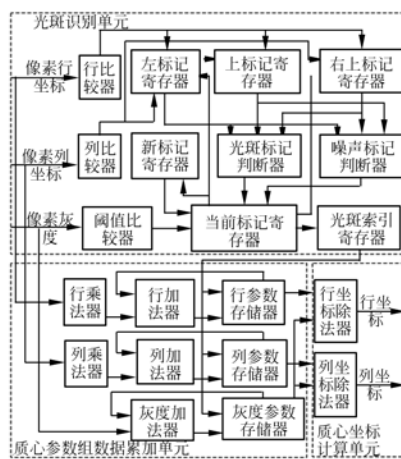 光斑识别单元
像素行
坐标
行比
较器
左标记
寄存器
上标记寄
存器
右上标记
寄存器
像素列
坐标
列比
较器
新标记
寄存器
光斑标记
判断器
噪声标记
判断器
像素灰
度
阈值比
较器
当前标记寄
存器
光斑索引
寄存器
行乘
法器
行加
法器
行参数
存储器
行坐
标除
法器
行坐
标
列乘
法器
列加
法器
列参数
存储器
列坐
标除
法器
列坐
标
灰度加
法器
灰度参数
存储器
质心参数组数据累加单元
质心坐标
计算单元